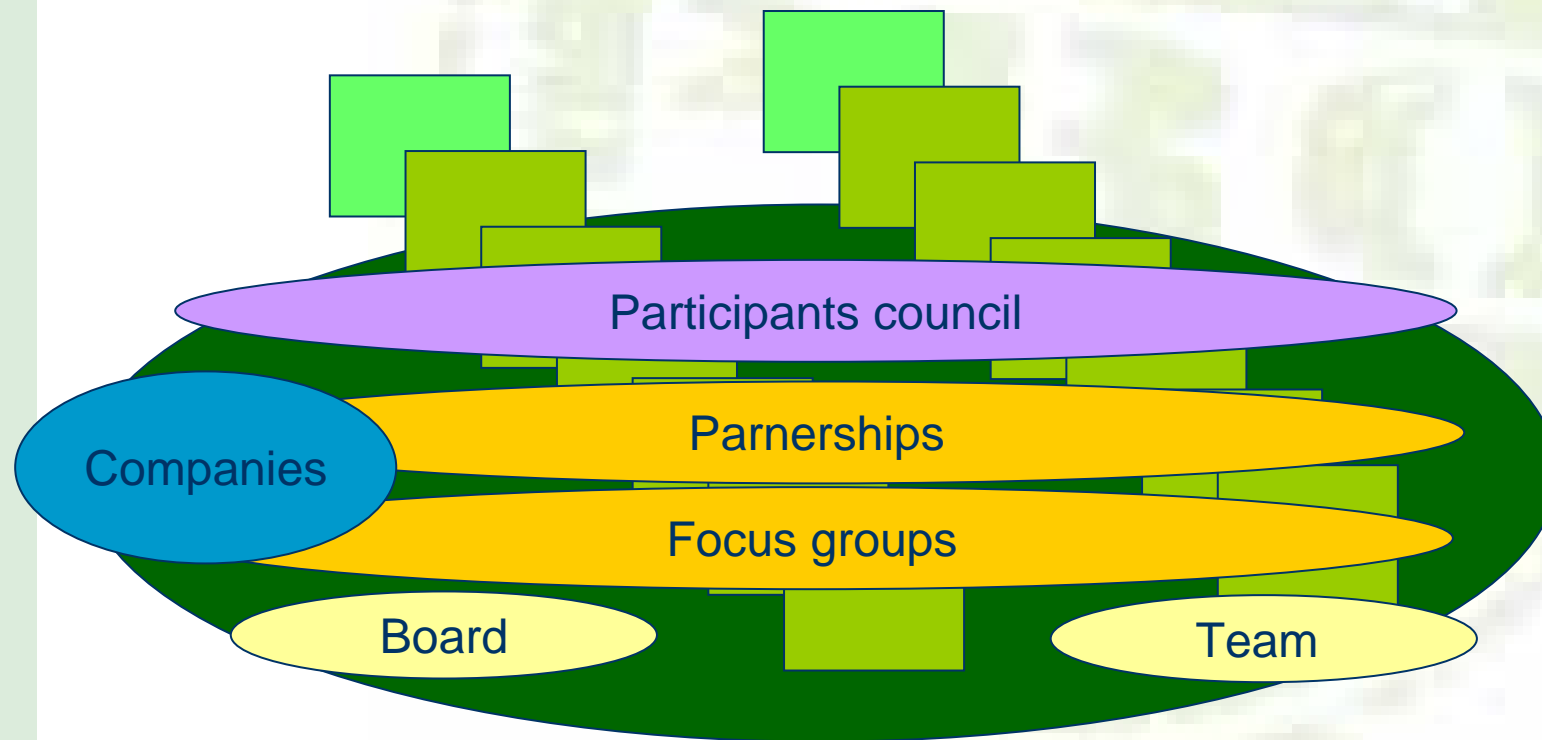 Participants council
Parnerships
Companies
Focus groups
Board
Team